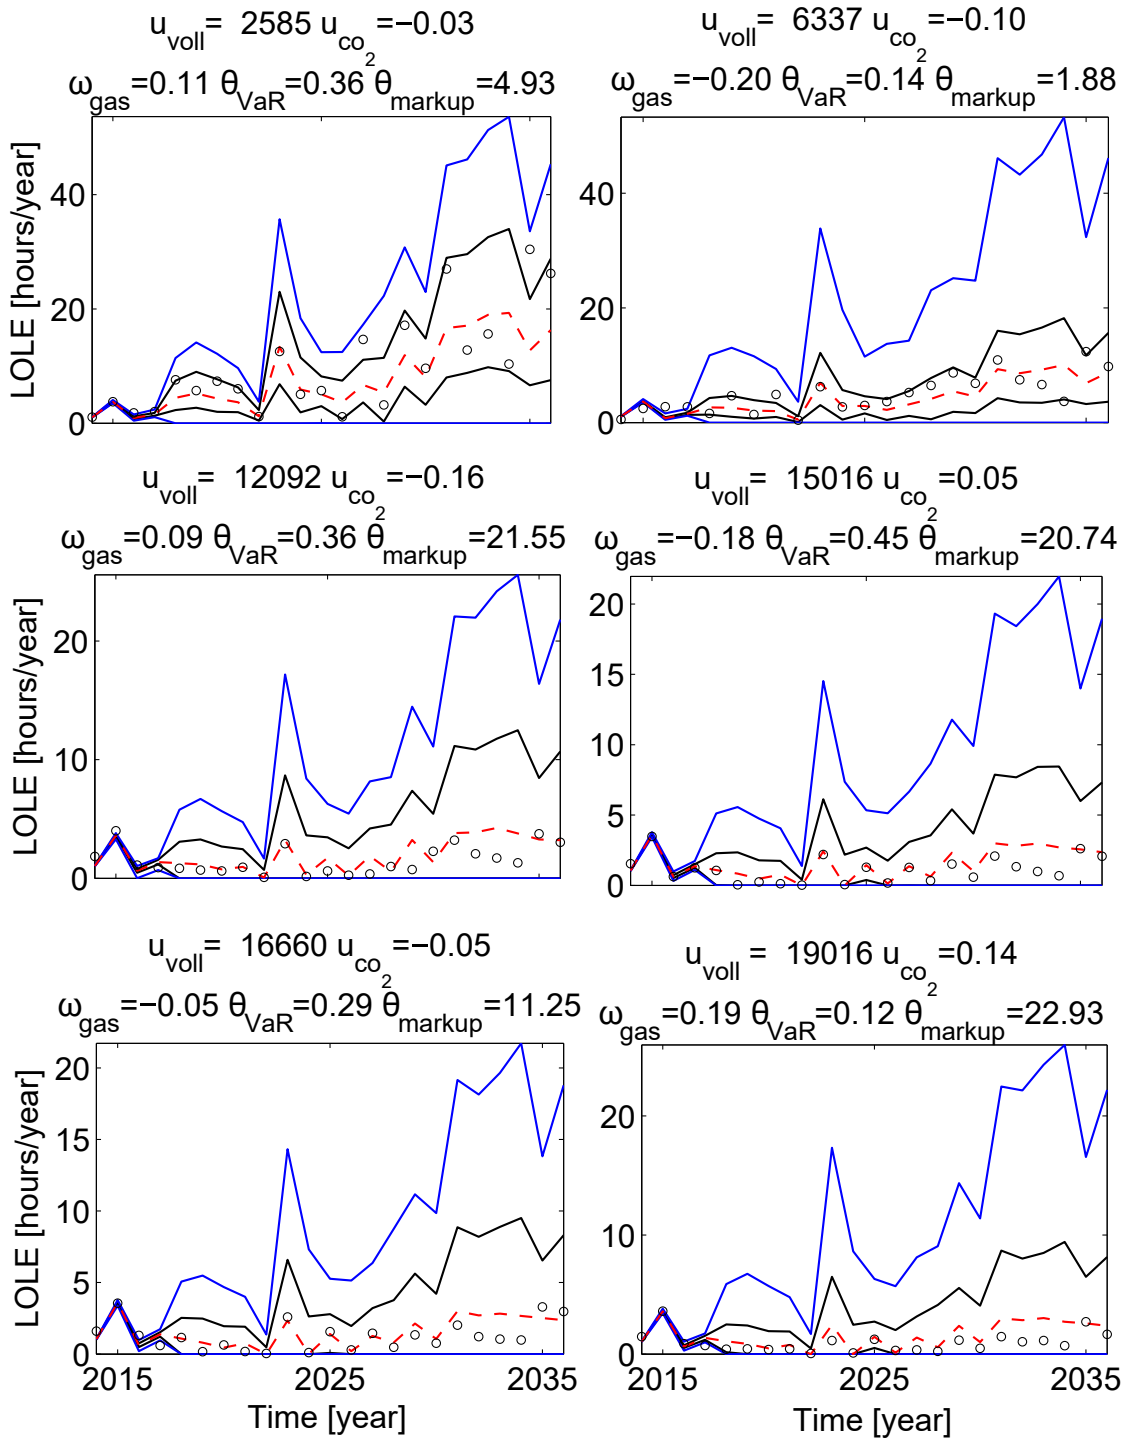 u_voll= 2585 u_co2=−0.03
ω_gas=0.11 θ_VaR=0.36 θ_markup=4.93
LOLE [hours/year]
40
20
0
u_voll= 6337 u_co2=−0.10
ω_gas=−0.20 θ_VaR=0.14 θ_markup=1.88
40
20
0
u_voll= 12092 u_co2=−0.16
ω_gas=0.09 θ_VaR=0.36 θ_markup=21.55
LOLE [hours/year]
20
10
0
u_voll= 15016 u_co2=0.05
ω_gas=−0.18 θ_VaR=0.45 θ_markup=20.74
20
15
10
5
0
u_voll= 16660 u_co2=−0.05
ω_gas=−0.05 θ_VaR=0.29 θ_markup=11.25
LOLE [hours/year]
20
15
10
5
0
2015 2025 2035
Time [year]
u_voll = 19016 u_co2=0.14
ω_gas=0.19 θ_VaR=0.12 θ_markup=22.93
20
10
0
2015 2025 2035
Time [year]